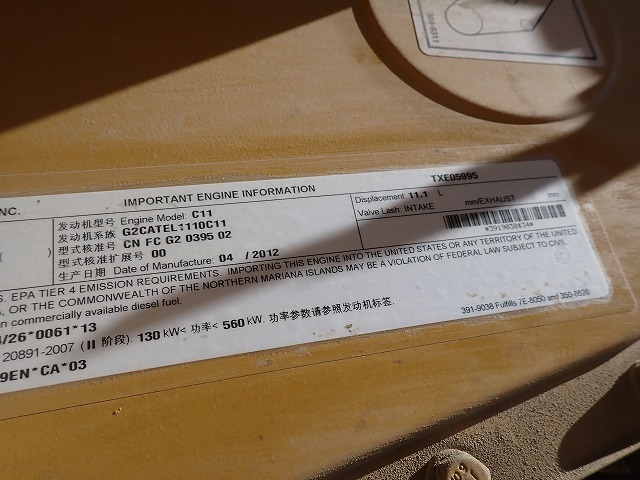 304-6311
INC.
IMPORTANT ENGINE INFORMATION
TXE05995
发动机型号 Engine Model: C11
发动机系族 G2CATEL1110C11
型式核准号 CN FC G2 0395 02
型式核准扩展号 00
生产日期 Date of Manufacture: 04 / 2012
Displacement 11.1 L
Valve Lash: INTAKE mm/EXHAUST mm
*3919038434*
S. EPA TIER 4 EMISSION REQUIREMENTS. IMPORTING THIS ENGINE INTO THE UNITED STATES OR ANY TERRITORY OF THE UNITED
A, OR THE COMMONWEALTH OF THE NORTHERN MARIANA ISLANDS MAY BE A VIOLATION OF FEDERAL LAW SUBJECT TO CIVIL
n commercially available diesel fuel.
/26*0061*13
20891-2007 (II 阶段). 130 kW< 功率< 560 kW. 功率参数请参照发动机标签.
9EN*CA*03
391-9038 Fulfills 7E-8050 and 350-8620